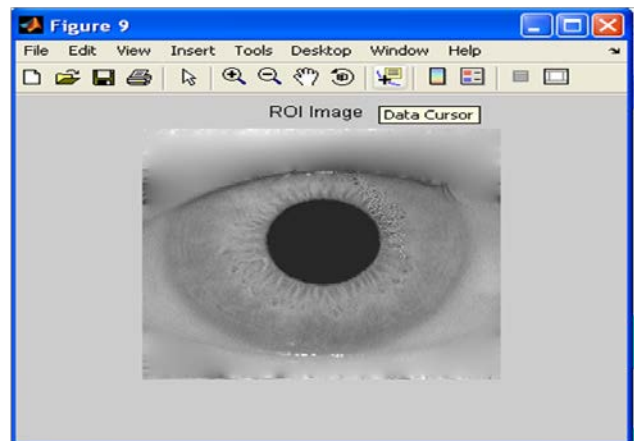 Figure 9
File Edit View Insert Tools Desktop Window Help
ROI Image Data Cursor